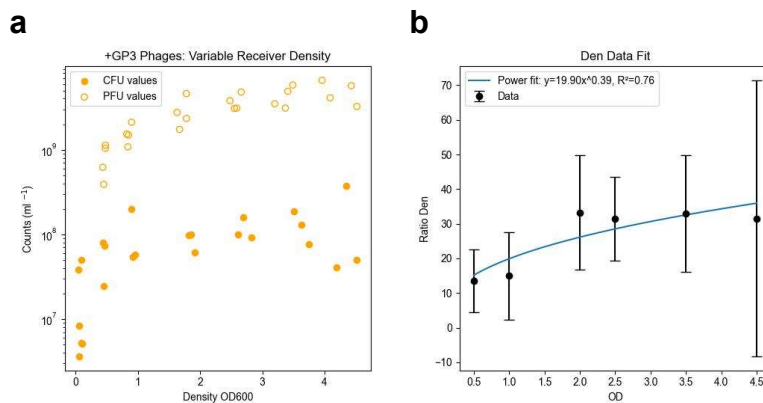 a
+GP3 Phages: Variable Receiver Density
CFU values
PFU values
Counts (ml ⁻¹)
10⁹
10⁸
10⁷
0 1 2 3 4
Density OD600
b
Den Data Fit
Power fit: y=19.90x^0.39, R²=0.76
Data
Ratio Den
70
60
50
40
30
20
10
0
−10
0.5 1.0 1.5 2.0 2.5 3.0 3.5 4.0 4.5
OD